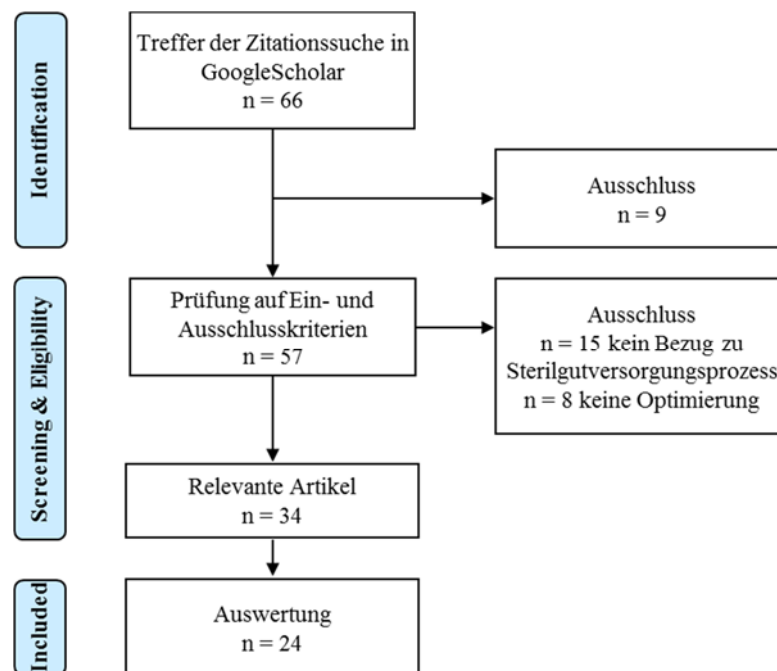 Identification
Treffer der Zitationssuche in
GoogleScholar
n = 66
Ausschluss
n = 9
Screening & Eligibility
Prüfung auf Ein- und
Ausschlusskriterien
n = 57
Ausschluss
n = 15 kein Bezug zu
Sterilgutversorgungsprozess
n = 8 keine Optimierung
Relevante Artikel
n = 34
Included
Auswertung
n = 24